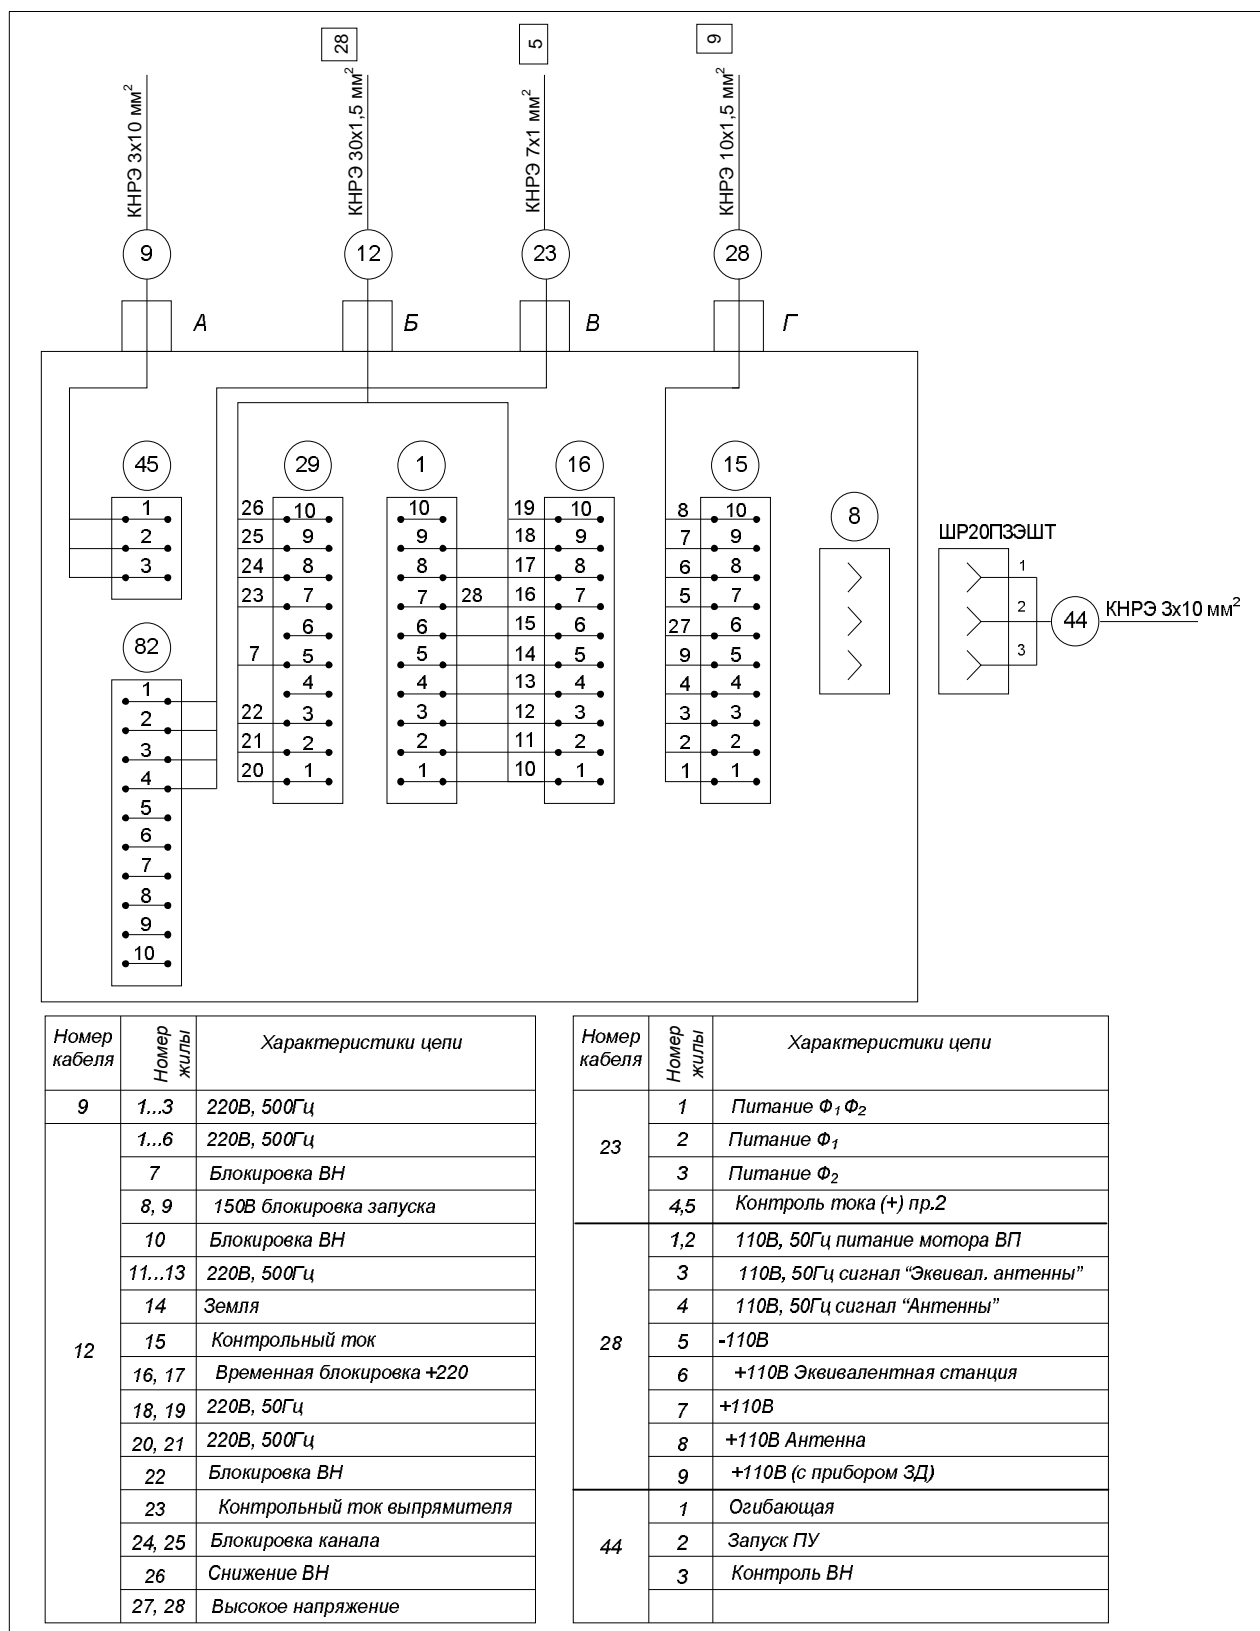 28
5
9
КНРЭ 3х10 мм²
КНРЭ 30х1,5 мм²
КНРЭ 7х1 мм²
КНРЭ 10х1,5 мм²
9
12
23
28
А
Б
В
Г
45
1
2
3
82
1
2
3
4
5
6
7
8
9
10
29
26 10
25 9
24 8
23 7
6
7 5
4
22 3
21 2
20 1
1
10
9
8
7 28
6
5
4
3
2
1
16
19 10
18 9
17 8
16 7
15 6
14 5
13 4
12 3
11 2
10 1
15
8 10
7 9
6 8
5 7
27 6
9 5
4 4
3 3
2 2
1 1
8
ШР20ПЗЭШТ
1
2
3
44
КНРЭ 3х10 мм²
Номер кабеля
Номер жилы
Характеристики цепи
9
1...3 220В, 500Гц
12
1...6 220В, 500Гц
7 Блокировка ВН
8, 9 150В блокировка запуска
10 Блокировка ВН
11...13 220В, 500Гц
14 Земля
15 Контрольный ток
16, 17 Временная блокировка +220
18, 19 220В, 50Гц
20, 21 220В, 500Гц
22 Блокировка ВН
23 Контрольный ток выпрямителя
24, 25 Блокировка канала
26 Снижение ВН
27, 28 Высокое напряжение
Номер кабеля
Номер жилы
Характеристики цепи
23
1 Питание Ф₁Ф₂
2 Питание Ф₁
3 Питание Ф₂
4,5 Контроль тока (+) пр.2
28
1,2 110В, 50Гц питание мотора ВП
3 110В, 50Гц сигнал “Эквивал. антенны”
4 110В, 50Гц сигнал “Антенны”
5 -110В
6 +110В Эквивалентная станция
7 +110В
8 +110В Антенна
9 +110В (с прибором ЗД)
44
1 Огибающая
2 Запуск ПУ
3 Контроль ВН